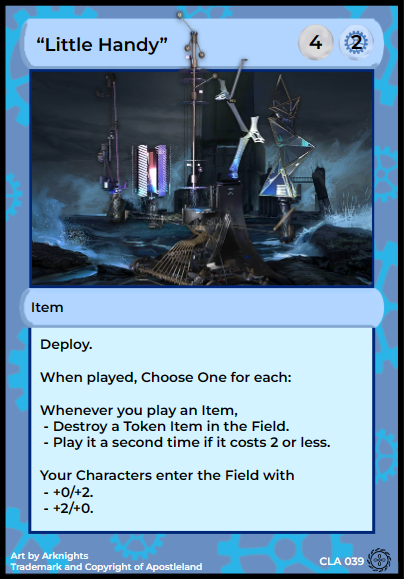 “Little Handy”
4
2
Item
Deploy.
When played, Choose One for each:
Whenever you play an Item,
- Destroy a Token Item in the Field.
- Play it a second time if it costs 2 or less.
Your Characters enter the Field with
- +0/+2.
- +2/+0.
Art by Arknights
Trademark and Copyright of Apostleland
CLA 039